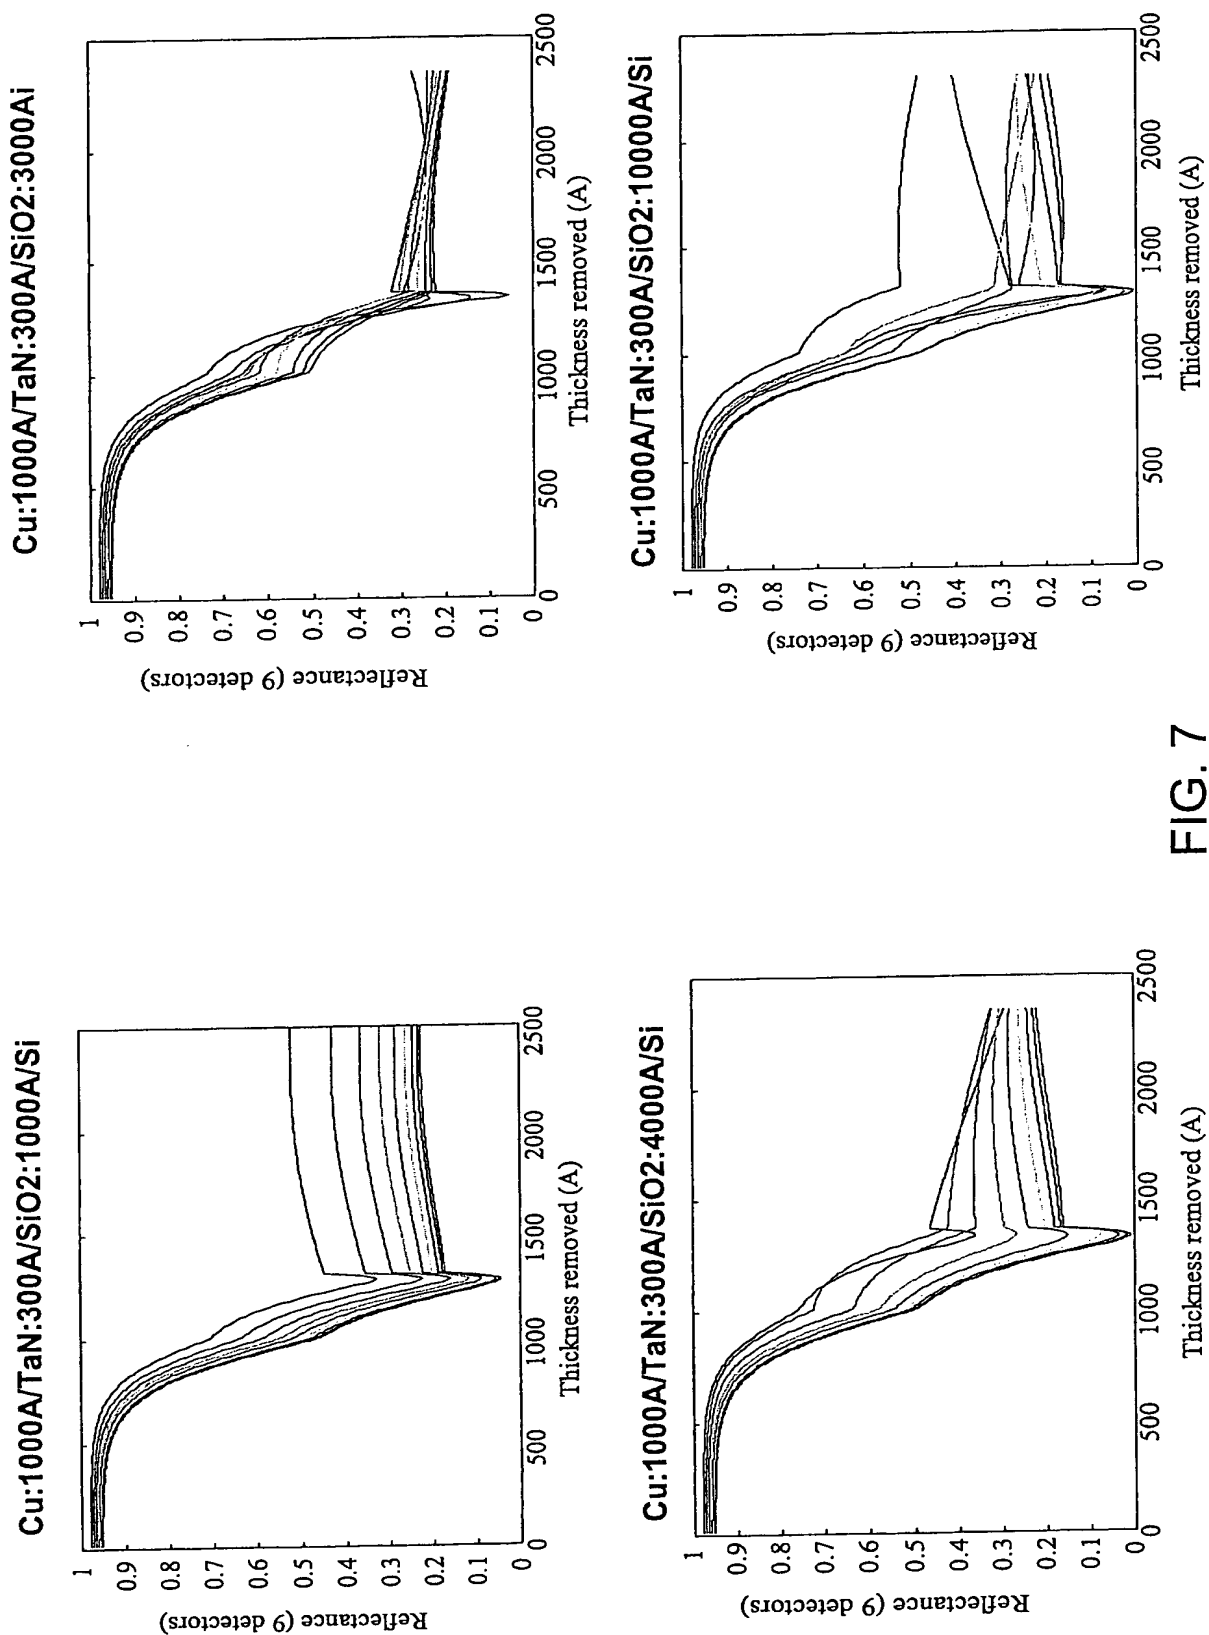 Cu:1000A/TaN:300A/SiO2:1000A/Si
Reflectance (9 detectors)
1
0.9
0.8
0.7
0.6
0.5
0.4
0.3
0.2
0.1
0
0 500 1000 1500 2000 2500
Thickness removed (A)
Cu:1000A/TaN:300A/SiO2:3000Ai
Reflectance (9 detectors)
1
0.9
0.8
0.7
0.6
0.5
0.4
0.3
0.2
0.1
0
0 500 1000 1500 2000 2500
Thickness removed (A)
Cu:1000A/TaN:300A/SiO2:4000A/Si
Reflectance (9 detectors)
1
0.9
0.8
0.7
0.6
0.5
0.4
0.3
0.2
0.1
0
0 500 1000 1500 2000 2500
Thickness removed (A)
Cu:1000A/TaN:300A/SiO2:10000A/Si
Reflectance (9 detectors)
1
0.9
0.8
0.7
0.6
0.5
0.4
0.3
0.2
0.1
0
0 500 1000 1500 2000 2500
Thickness removed (A)
FIG. 7